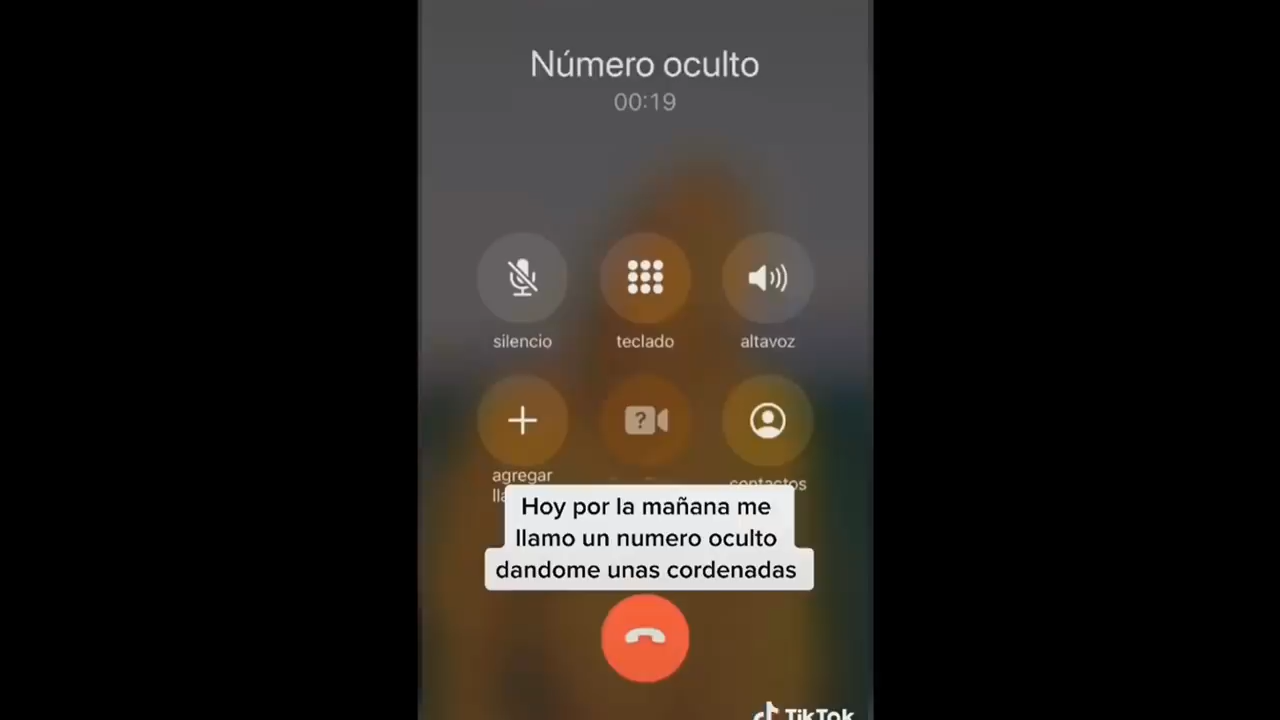 Número oculto
00:19
silencio
teclado
altavoz
?
agregar
contactos
Hoy por la mañana me
llamo un numero oculto
dandome unas cordenadas
TikTok